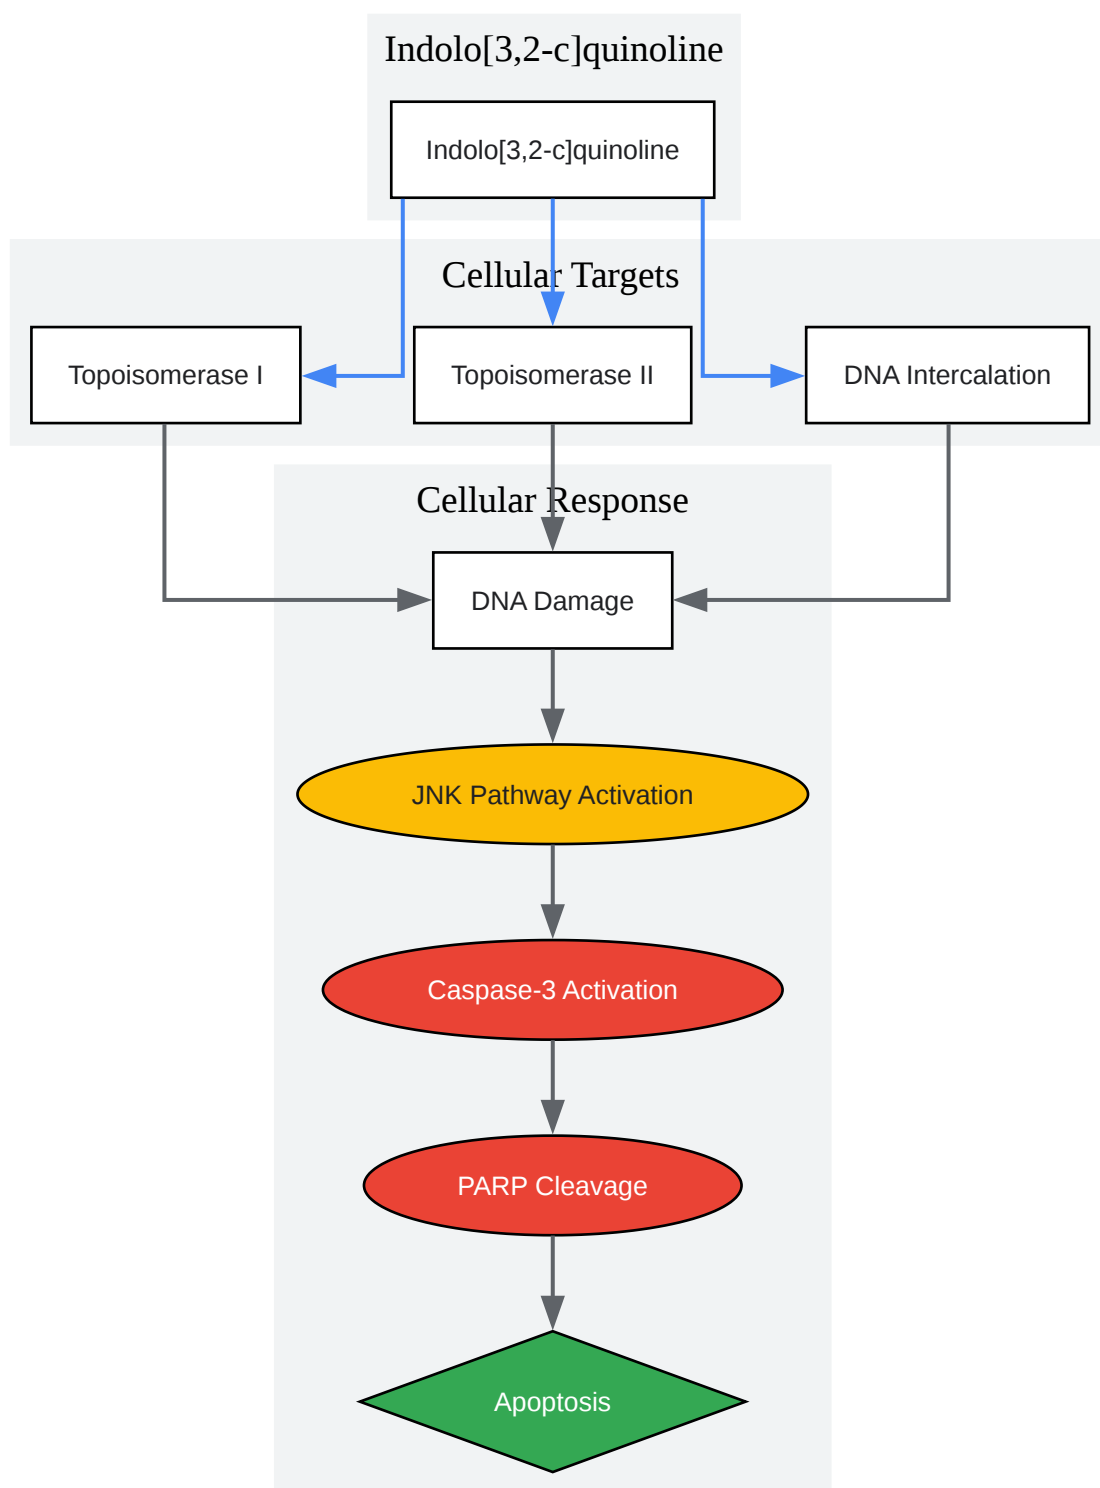 Indolo[3,2-c]quinoline
Indolo[3,2-c]quinoline
Cellular Targets
Topoisomerase I
Topoisomerase II
DNA Intercalation
Cellular Response
DNA Damage
JNK Pathway Activation
Caspase-3 Activation
PARP Cleavage
Apoptosis